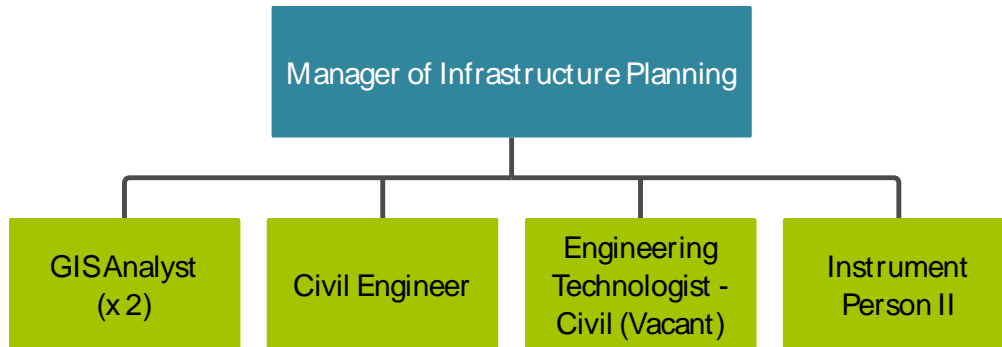 Manager of Infrastructure Planning
GIS Analyst
(x 2)
Civil Engineer
Engineering
Technologist -
Civil (Vacant)
Instrument
Person II